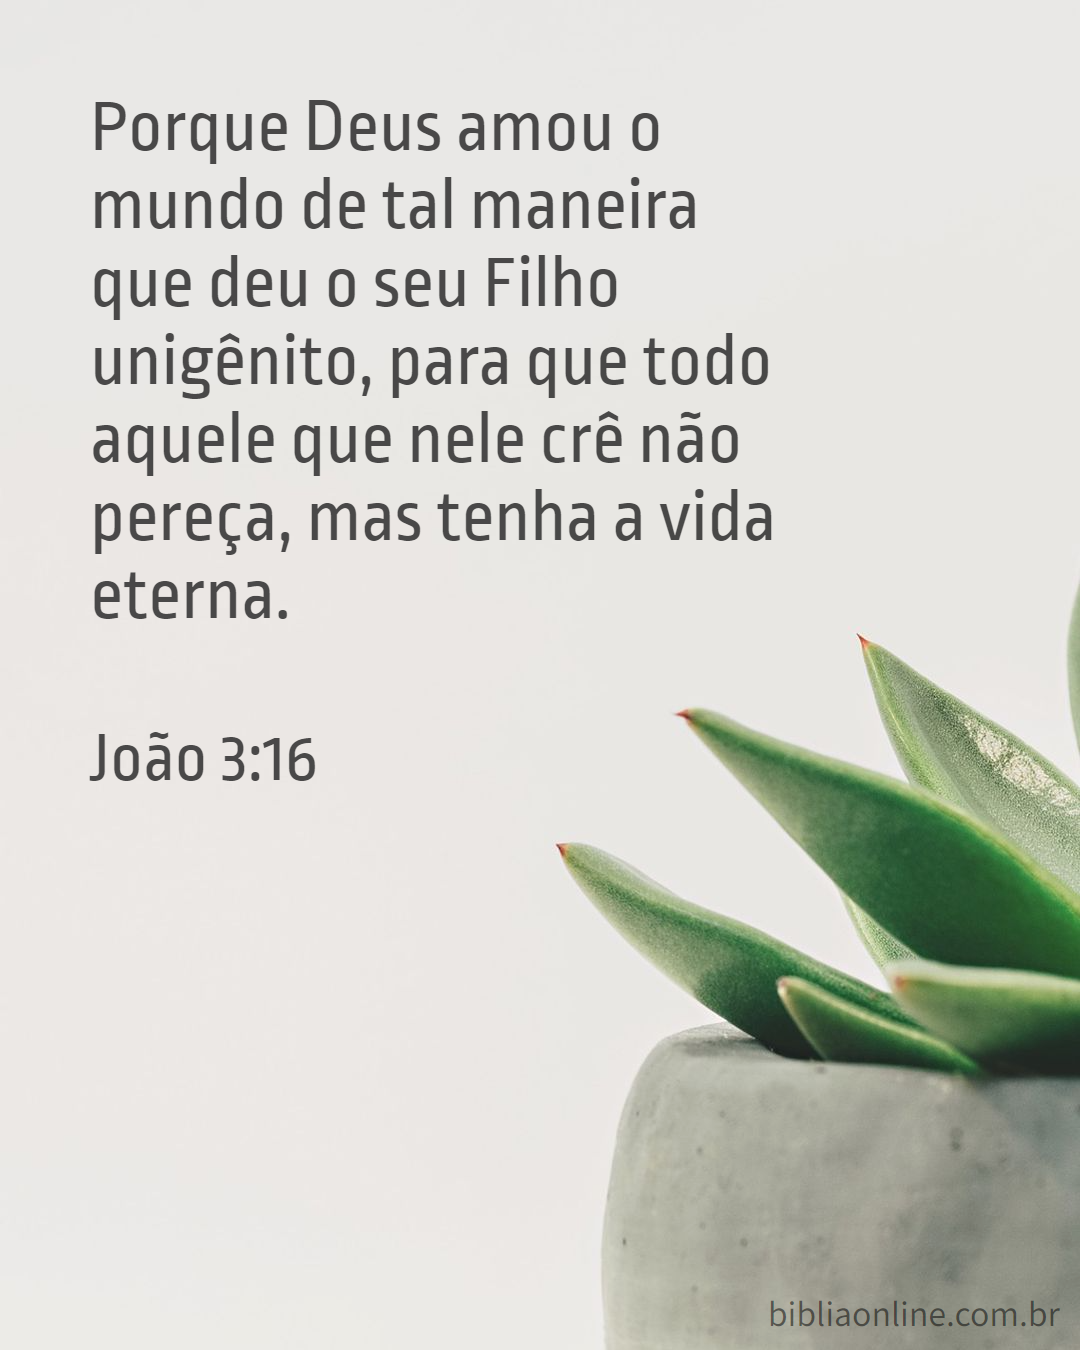 Porque Deus amou o
mundo de tal maneira
que deu o seu Filho
unigênito, para que todo
aquele que nele crê não
pereça, mas tenha a vida
eterna.
João 3:16
bibliaonline.com.br